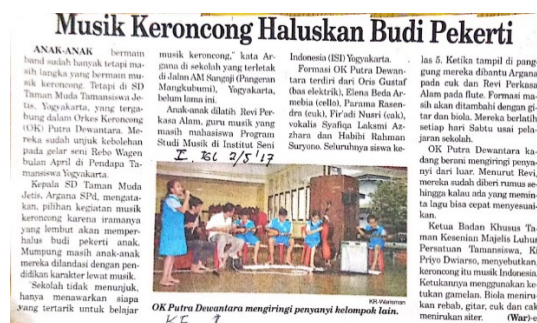 Musik Keroncong Haluskan Budi Pekerti
ANAK-ANAK bermain
band sudah banyak tetapi ma-
sih langka yang bermain mu-
sik keroncong. Tetapi di SD
Taman Muda Tamansiswa Je-
tis, Yogyakarta, yang terga-
bung dalam Orkes Keroncong
(OK) Putra Dewantara. Me-
reka sudah unjuk kebolehan
pada gelar seni Rebo Wagen
bulan April di Pendapa Ta-
mansiswa Yogyakarta.
Kepala SD Taman Muda
Jetis, Argana SPd, mengata-
kan, pilihan kegiatan musik
keroncong karena iramanya
yang lembut akan memper-
halus budi pekerti anak.
Mumpung masih anak-anak
mereka dilandasi dengan pen-
didikan karakter lewat musik.
"Sekolah tidak menunjuk,
hanya menawarkan siapa
yang tertarik untuk belajar
musik keroncong," kata Ar-
gana di sekolah yang terletak
di Jalan AM Sangaji (Pangeran
Mangkubumi), Yogyakarta,
belum lama ini.
Anak-anak dilatih Revi Per-
kasa Alam, guru musik yang
masih mahasiswa Program
Studi Musik di Institut Seni
Indonesia (ISI) Yogyakarta.
Formasi OK Putra Dewan-
tara terdiri dari Oris Gustaf
(bas elektrik), Elena Beda Ar-
mebia (cello), Parama Rasen-
dra (cuk), Fir'adi Nusri (cak),
vokalis Syafiqa Laksmi Az-
zhara dan Habibi Rahman
Suryono. Seluruhnya siswa ke-
las 5. Ketika tampil di pang-
gung mereka dibantu Argana
pada cuk dan Revi Perkasa
Alam pada flute. Formasi ma-
sih akan ditambahi dengan gi-
tar dan biola. Mereka berlatih
setiap hari Sabtu usai pela-
jaran sekolah.
OK Putra Dewantara ka-
dang berani mengiringi penya-
nyi dari luar. Menurut Revi,
mereka sudah diberi rumus se-
hingga kalau ada yang memin-
ta lagu bisa cepat menyesuai-
kan.
Ketua Badan Khusus Ta-
man Kesenian Majelis Luhur
Persatuan Tamansiswa, Ki
Priyo Dwiarso, menyebutkan
keroncong itu musik Indonesia.
Ketukannya menggunakan ke-
tukan gamelan. Biola meniru-
kan rebab, gitar, cuk dan cak
menirukan siter. (War)-e
2/5/17
KR-Warisman
OK Putra Dewantara mengiringi penyanyi kelompok lain.